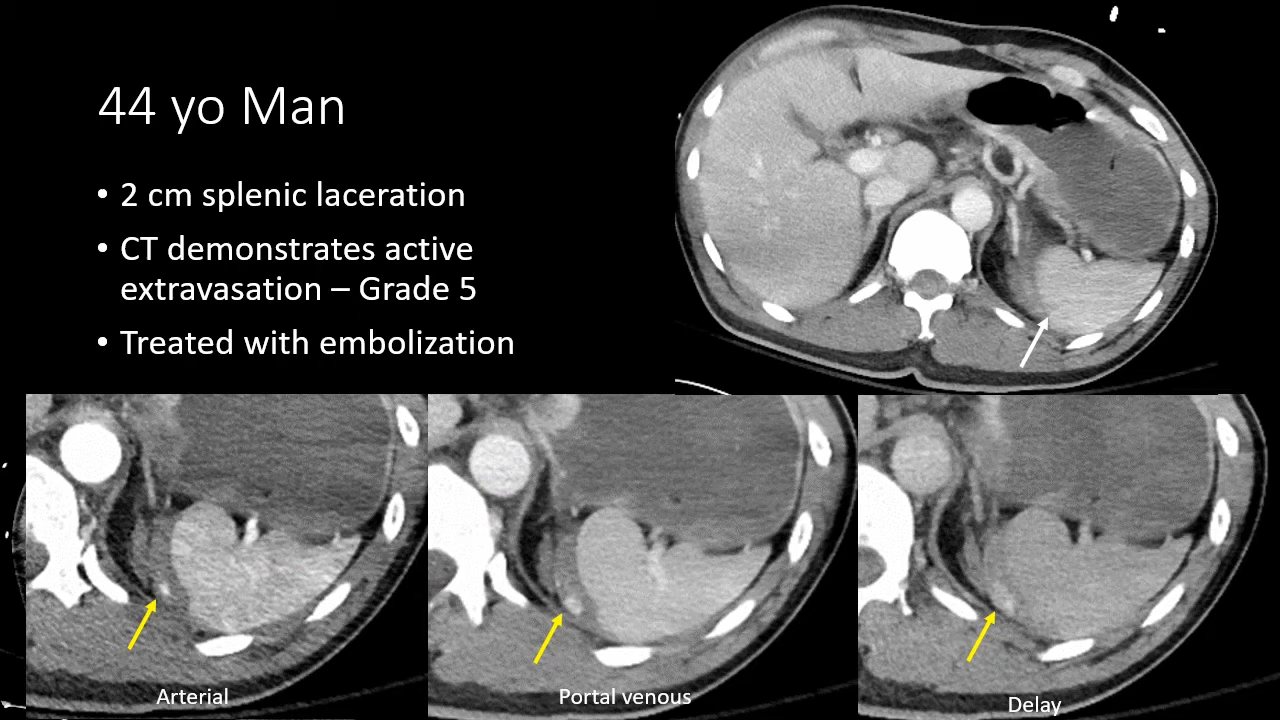 44 yo Man
• 2 cm splenic laceration
• CT demonstrates active
extravasation – Grade 5
• Treated with embolization
Arterial
Portal venous
Delay